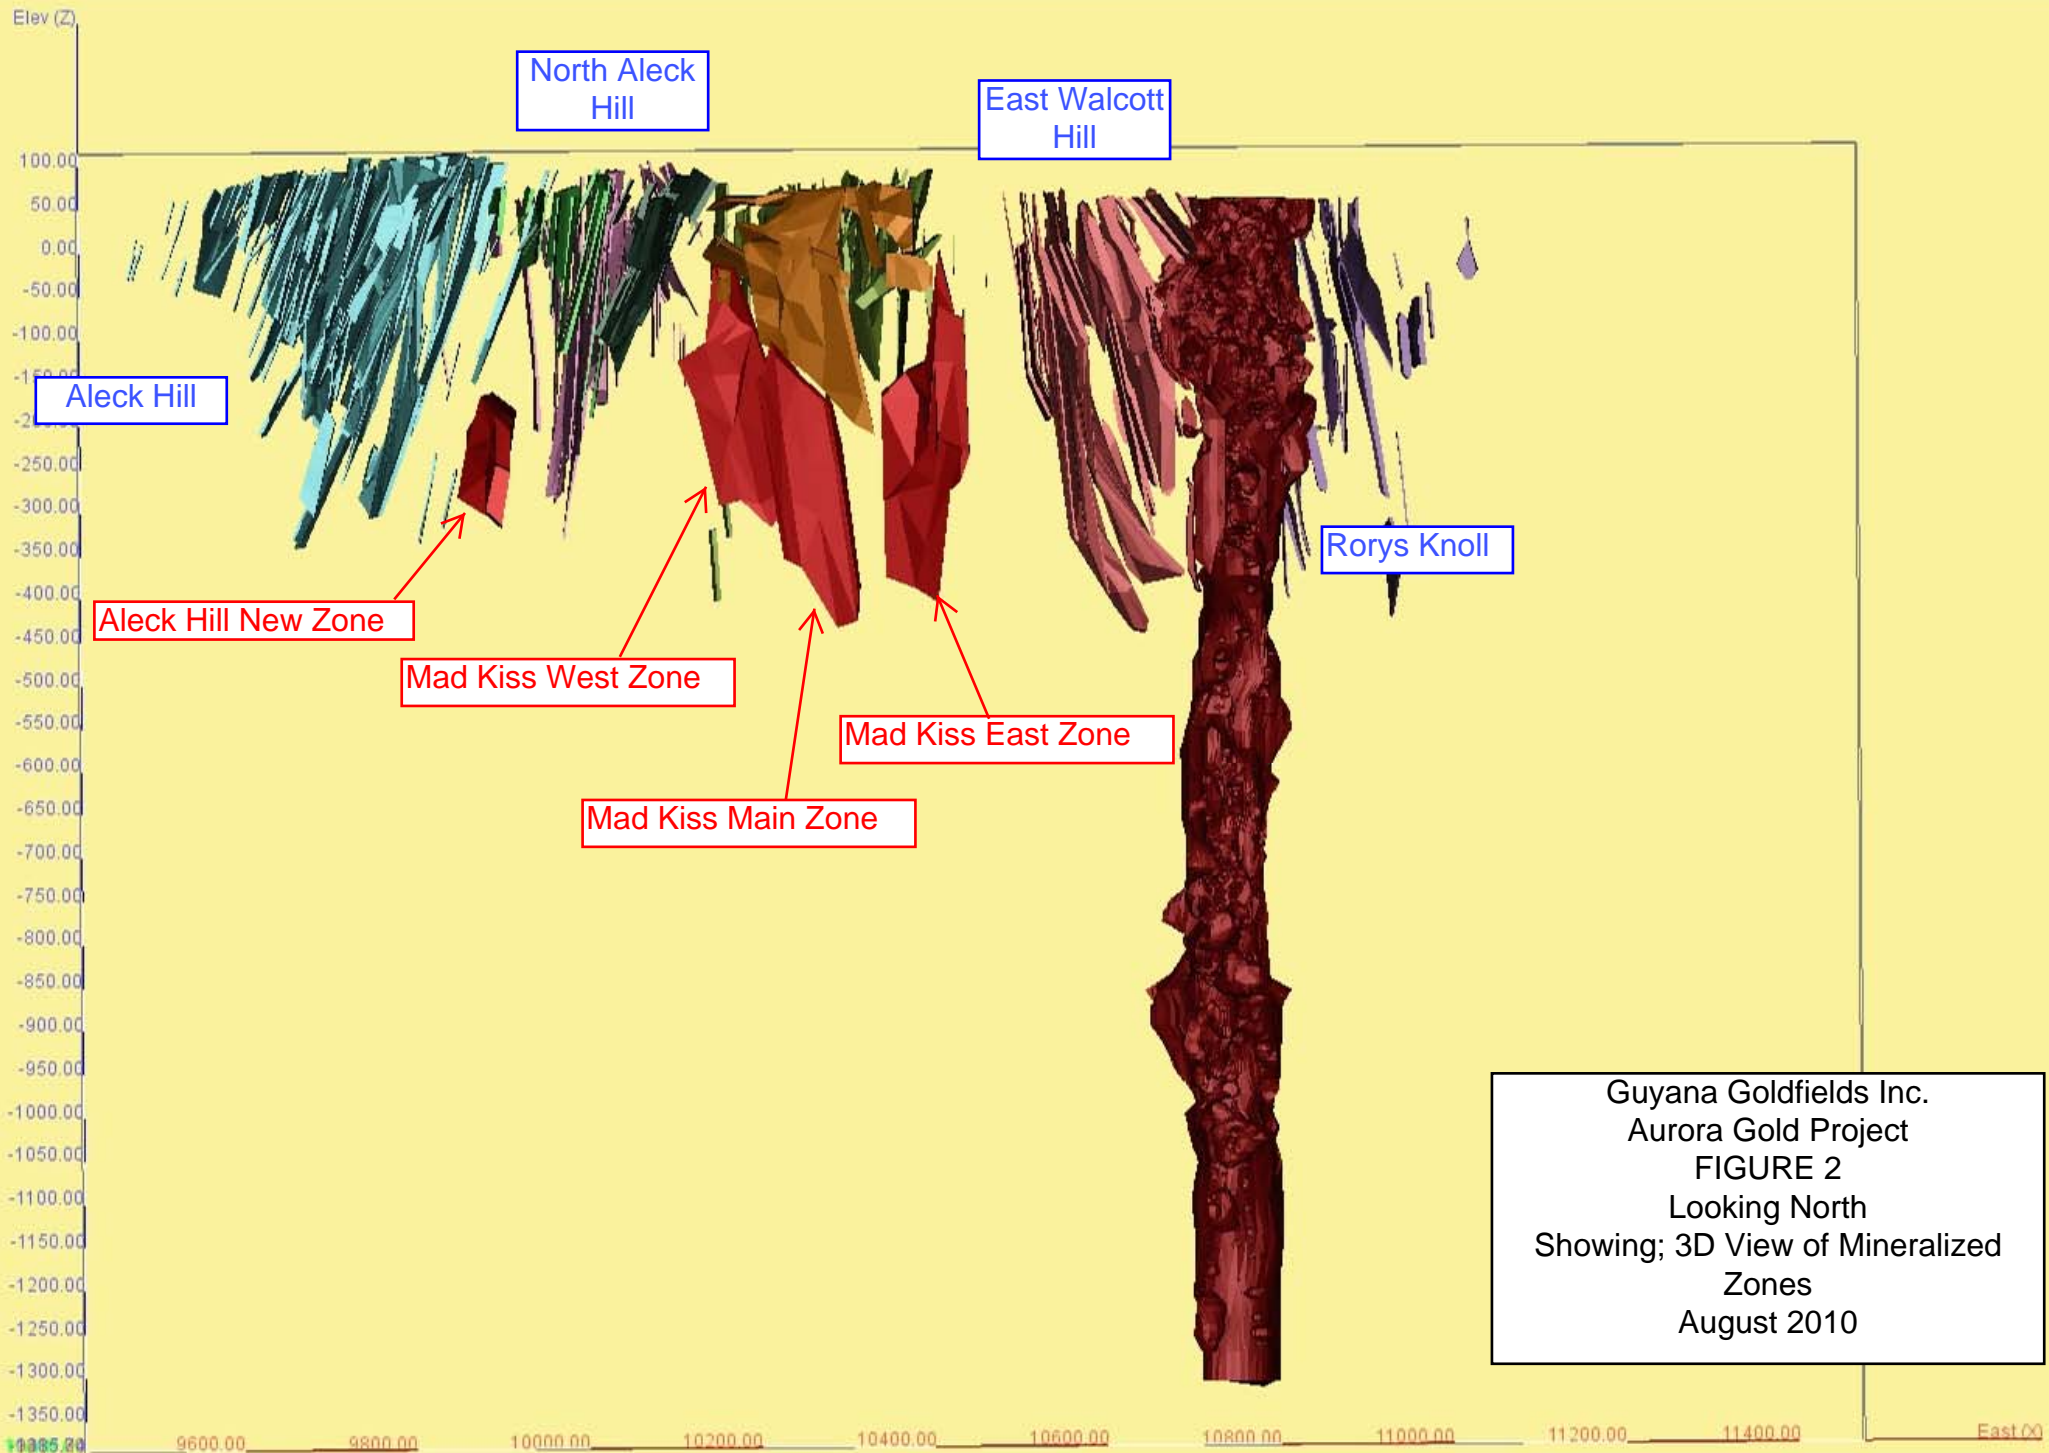 Elev (Z)
North Aleck
Hill
East Walcott
Hill
100.00
50.00
0.00
-50.00
-100.00
Aleck Hill
-250.00
-300.00
-350.00
-400.00
-450.00
-500.00
-550.00
-600.00
-650.00
-700.00
-750.00
-800.00
-850.00
-900.00
-950.00
-1000.00
-1050.00
-1100.00
-1150.00
-1200.00
-1250.00
-1300.00
-1350.00
Rorys Knoll
Aleck Hill New Zone
Mad Kiss West Zone
Mad Kiss East Zone
Mad Kiss Main Zone
Guyana Goldfields Inc.
Aurora Gold Project
FIGURE 2
Looking North
Showing; 3D View of Mineralized
Zones
August 2010
9600.00 9800.00 10000.00 10200.00 10400.00 10600.00 10800.00 11000.00 11200.00 11400.00 East (X)